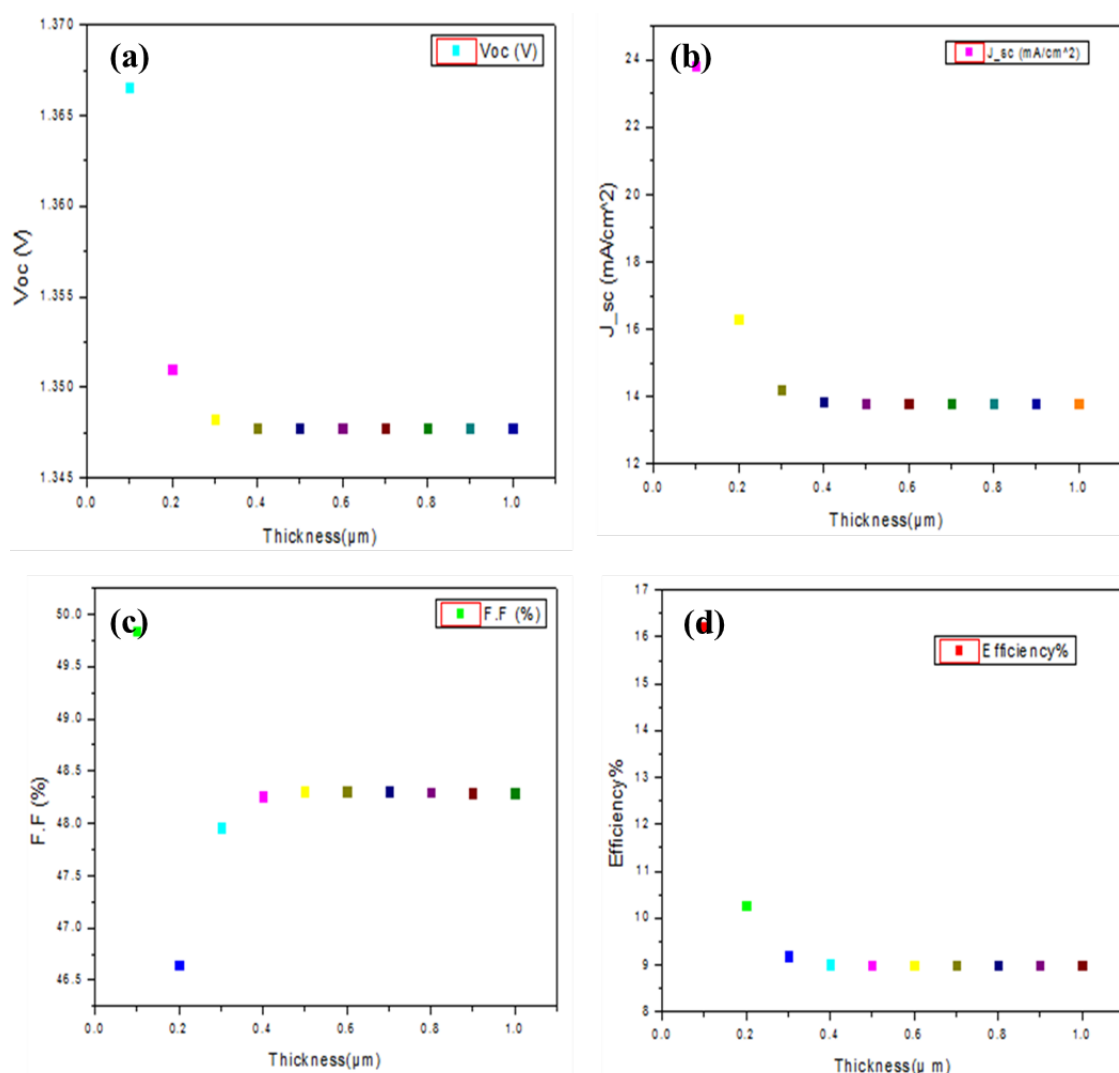 (a)
Voc (V)
1.370
1.365
1.360
1.355
1.350
1.345
Voc (V)
0.0 0.2 0.4 0.6 0.8 1.0
Thickness(μm)
(b)
J_sc (mA/cm^2)
24
22
20
18
16
14
12
J_sc (mA/cm^2)
0.0 0.2 0.4 0.6 0.8 1.0
Thickness(μm)
(c)
F.F (%)
50.0
49.5
49.0
48.5
48.0
47.5
47.0
46.5
F.F (%)
0.0 0.2 0.4 0.6 0.8 1.0
Thickness(μm)
(d)
Efficiency%
17
16
15
14
13
12
11
10
9
8
Efficiency%
0.0 0.2 0.4 0.6 0.8 1.0
Thickness(μ m)